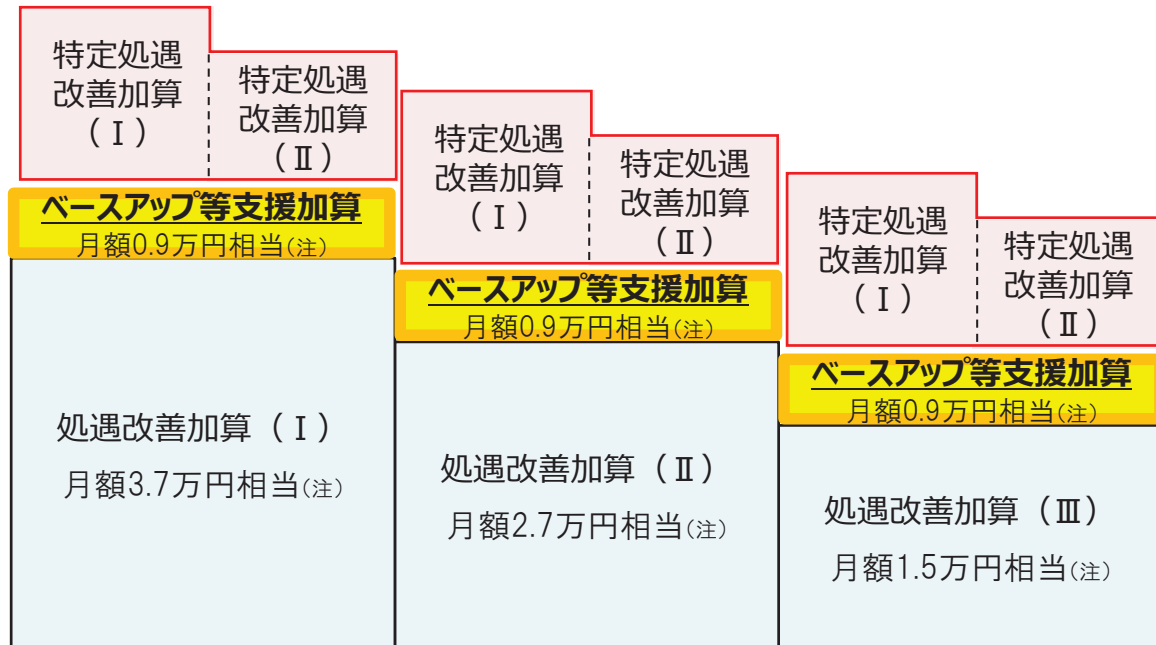 特定処遇
改善加算
（Ⅰ）
特定処遇
改善加算
（Ⅱ）
ベースアップ等支援加算
月額0.9万円相当(注)
処遇改善加算（Ⅰ）
月額3.7万円相当(注)
特定処遇
改善加算
（Ⅰ）
特定処遇
改善加算
（Ⅱ）
ベースアップ等支援加算
月額0.9万円相当(注)
処遇改善加算（Ⅱ）
月額2.7万円相当(注)
特定処遇
改善加算
（Ⅰ）
特定処遇
改善加算
（Ⅱ）
ベースアップ等支援加算
月額0.9万円相当(注)
処遇改善加算（Ⅲ）
月額1.5万円相当(注)